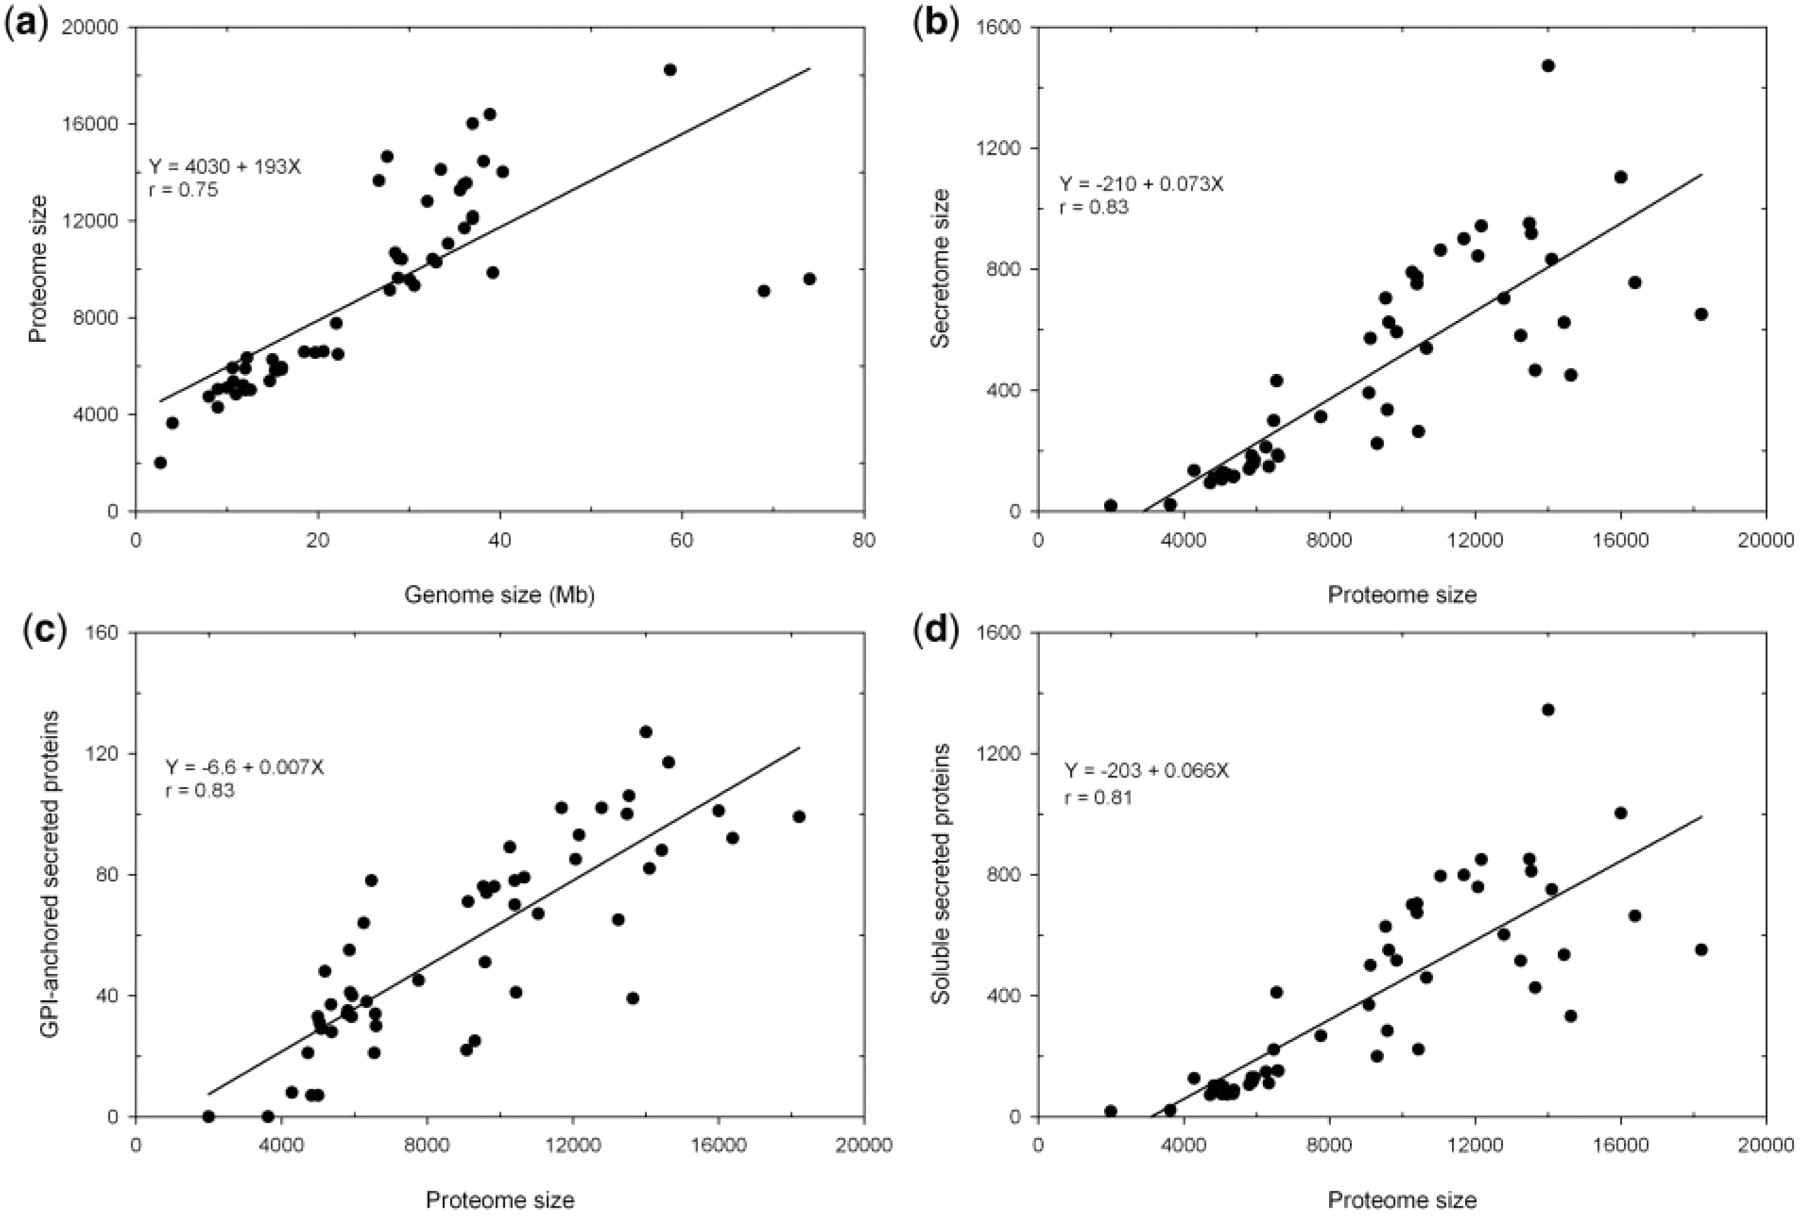 (a)
20000
16000
12000
8000
4000
0
Proteome size
Y = 4030 + 193X
r = 0.75
0 20 40 60 80
Genome size (Mb)
(b)
1600
1200
800
400
0
Secretome size
Y = -210 + 0.073X
r = 0.83
0 4000 8000 12000 16000 20000
Proteome size
(c)
160
120
80
40
0
GPI-anchored secreted proteins
Y = -6.6 + 0.007X
r = 0.83
0 4000 8000 12000 16000 20000
Proteome size
(d)
1600
1200
800
400
0
Soluble secreted proteins
Y = -203 + 0.066X
r = 0.81
0 4000 8000 12000 16000 20000
Proteome size